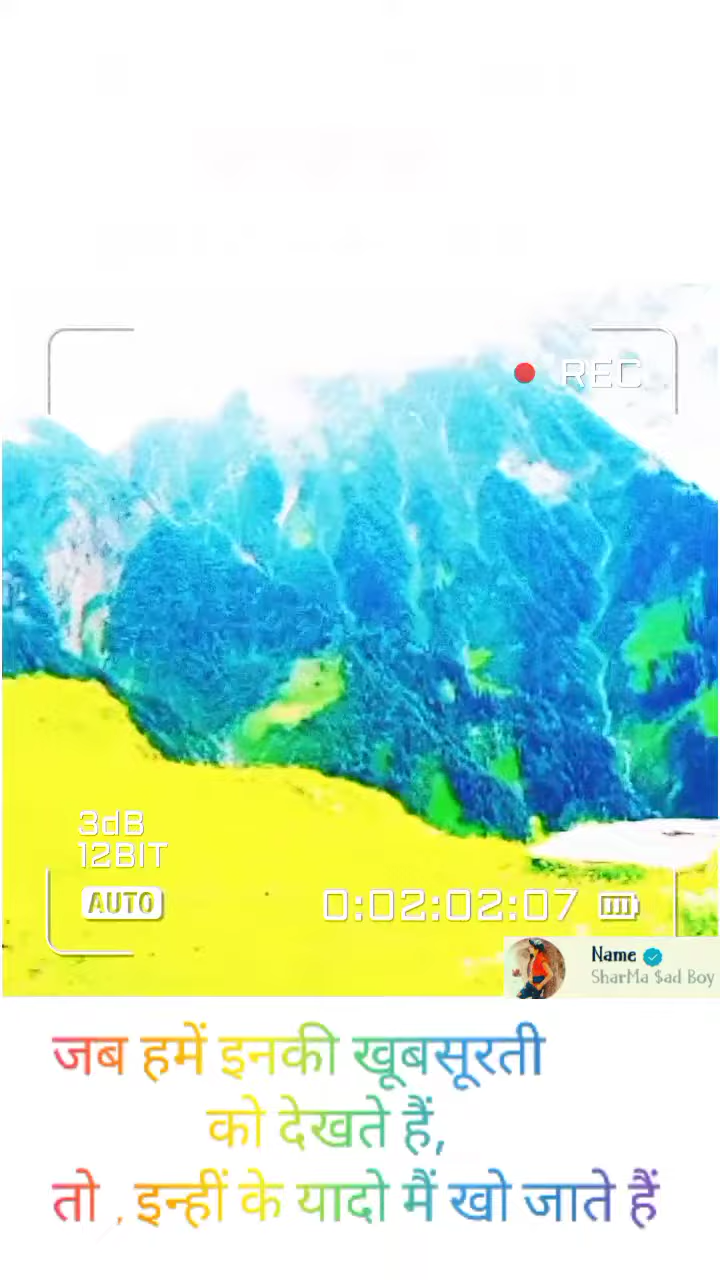 REC
3dB
12BIT
AUTO
0:02:02:07
Name
SharMa $ad Boy
जब हमें इनकी खूबसूरती
को देखते हैं,
तो , इन्हीं के यादो मैं खो जाते हैं